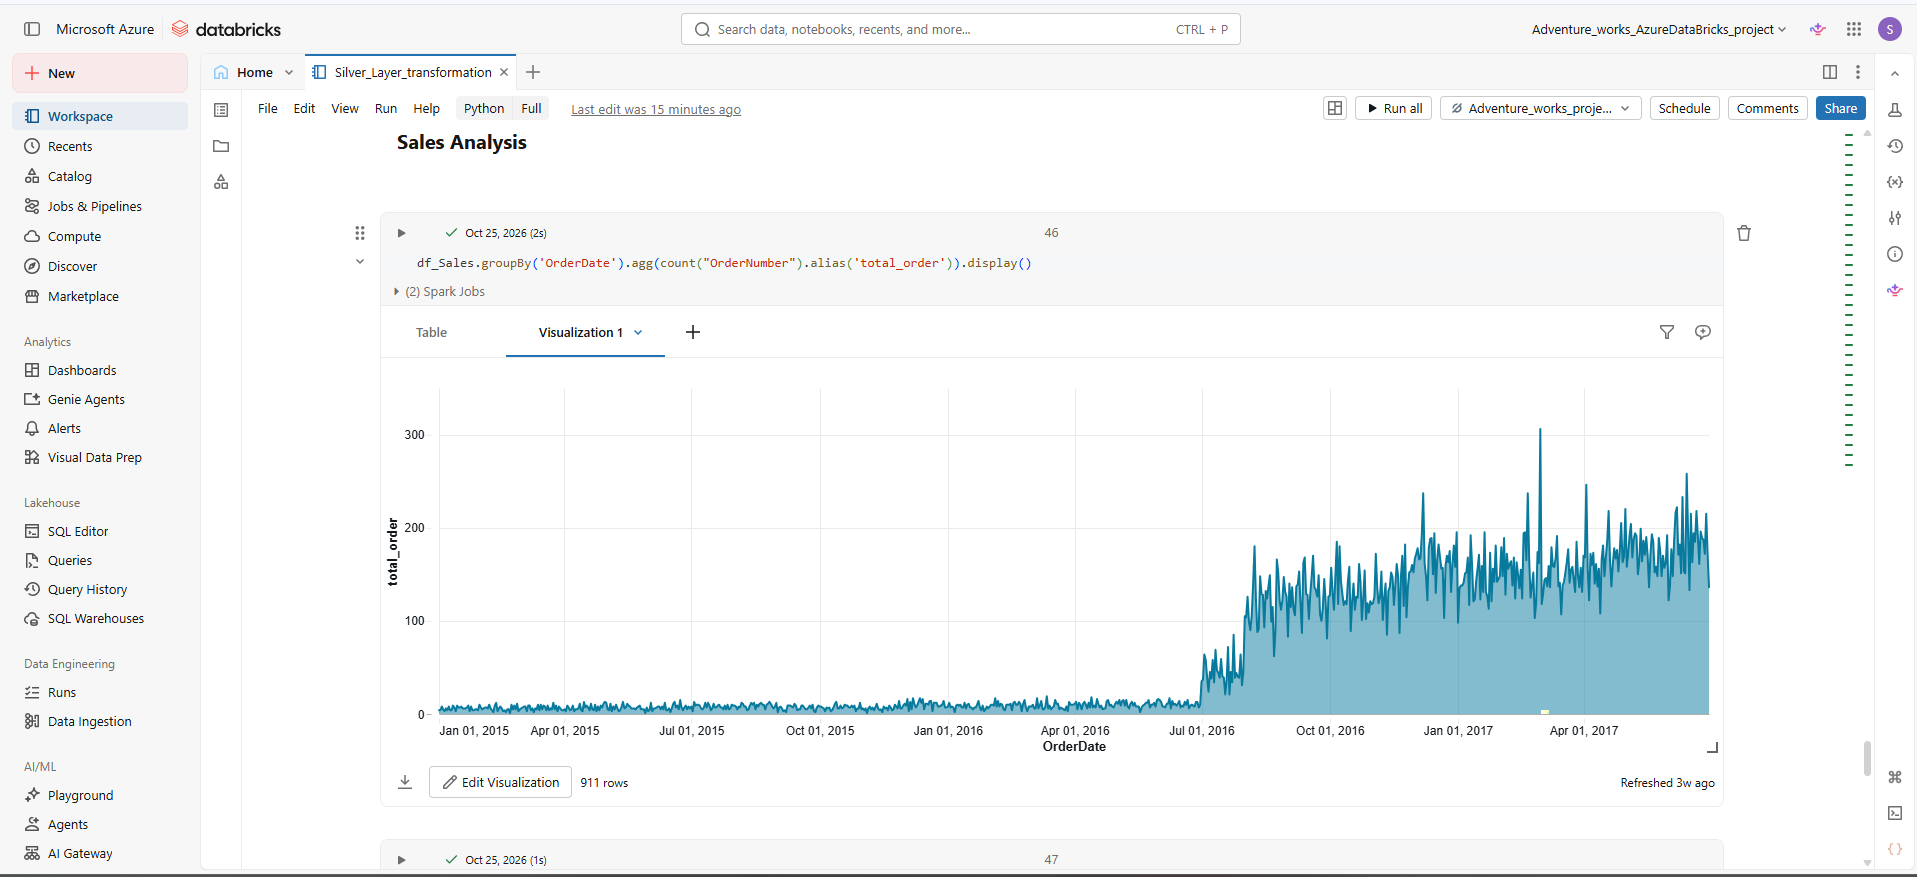 Microsoft Azure databricks
Search data, notebooks, recents, and more... CTRL + P
Adventure_works_AzureDataBricks_project
S
New
Workspace
Recents
Catalog
Jobs & Pipelines
Compute
Discover
Marketplace
Analytics
Dashboards
Genie Agents
Alerts
Visual Data Prep
Lakehouse
SQL Editor
Queries
Query History
SQL Warehouses
Data Engineering
Runs
Data Ingestion
AI/ML
Playground
Agents
AI Gateway
Home
Silver_Layer_transformation
File Edit View Run Help Python Full Last edit was 15 minutes ago
Run all Adventure_works_proje... Schedule Comments Share
Sales Analysis
Oct 25, 2026 (2s) 46
df_Sales.groupBy('OrderDate').agg(count("OrderNumber").alias('total_order')).display()
(2) Spark Jobs
Table Visualization 1
300
200
100
0
total_order
Jan 01, 2015 Apr 01, 2015 Jul 01, 2015 Oct 01, 2015 Jan 01, 2016 Apr 01, 2016 Jul 01, 2016 Oct 01, 2016 Jan 01, 2017 Apr 01, 2017
OrderDate
Edit Visualization 911 rows Refreshed 3w ago
Oct 25, 2026 (1s) 47